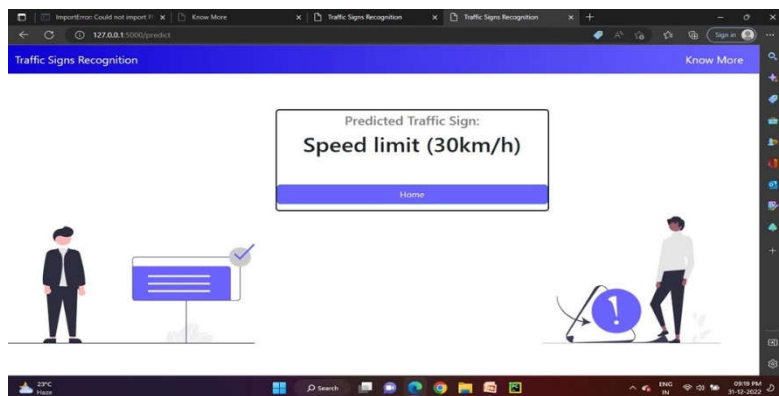 ImportError: Could not import P
Know More
Traffic Signs Recognition
Traffic Signs Recognition
127.0.0.1:5000/predict
Sign in
Traffic Signs Recognition
Know More
Predicted Traffic Sign:
Speed limit (30km/h)
Home
23°C
Haze
Search
ENG
IN
09:19 PM
31-12-2022